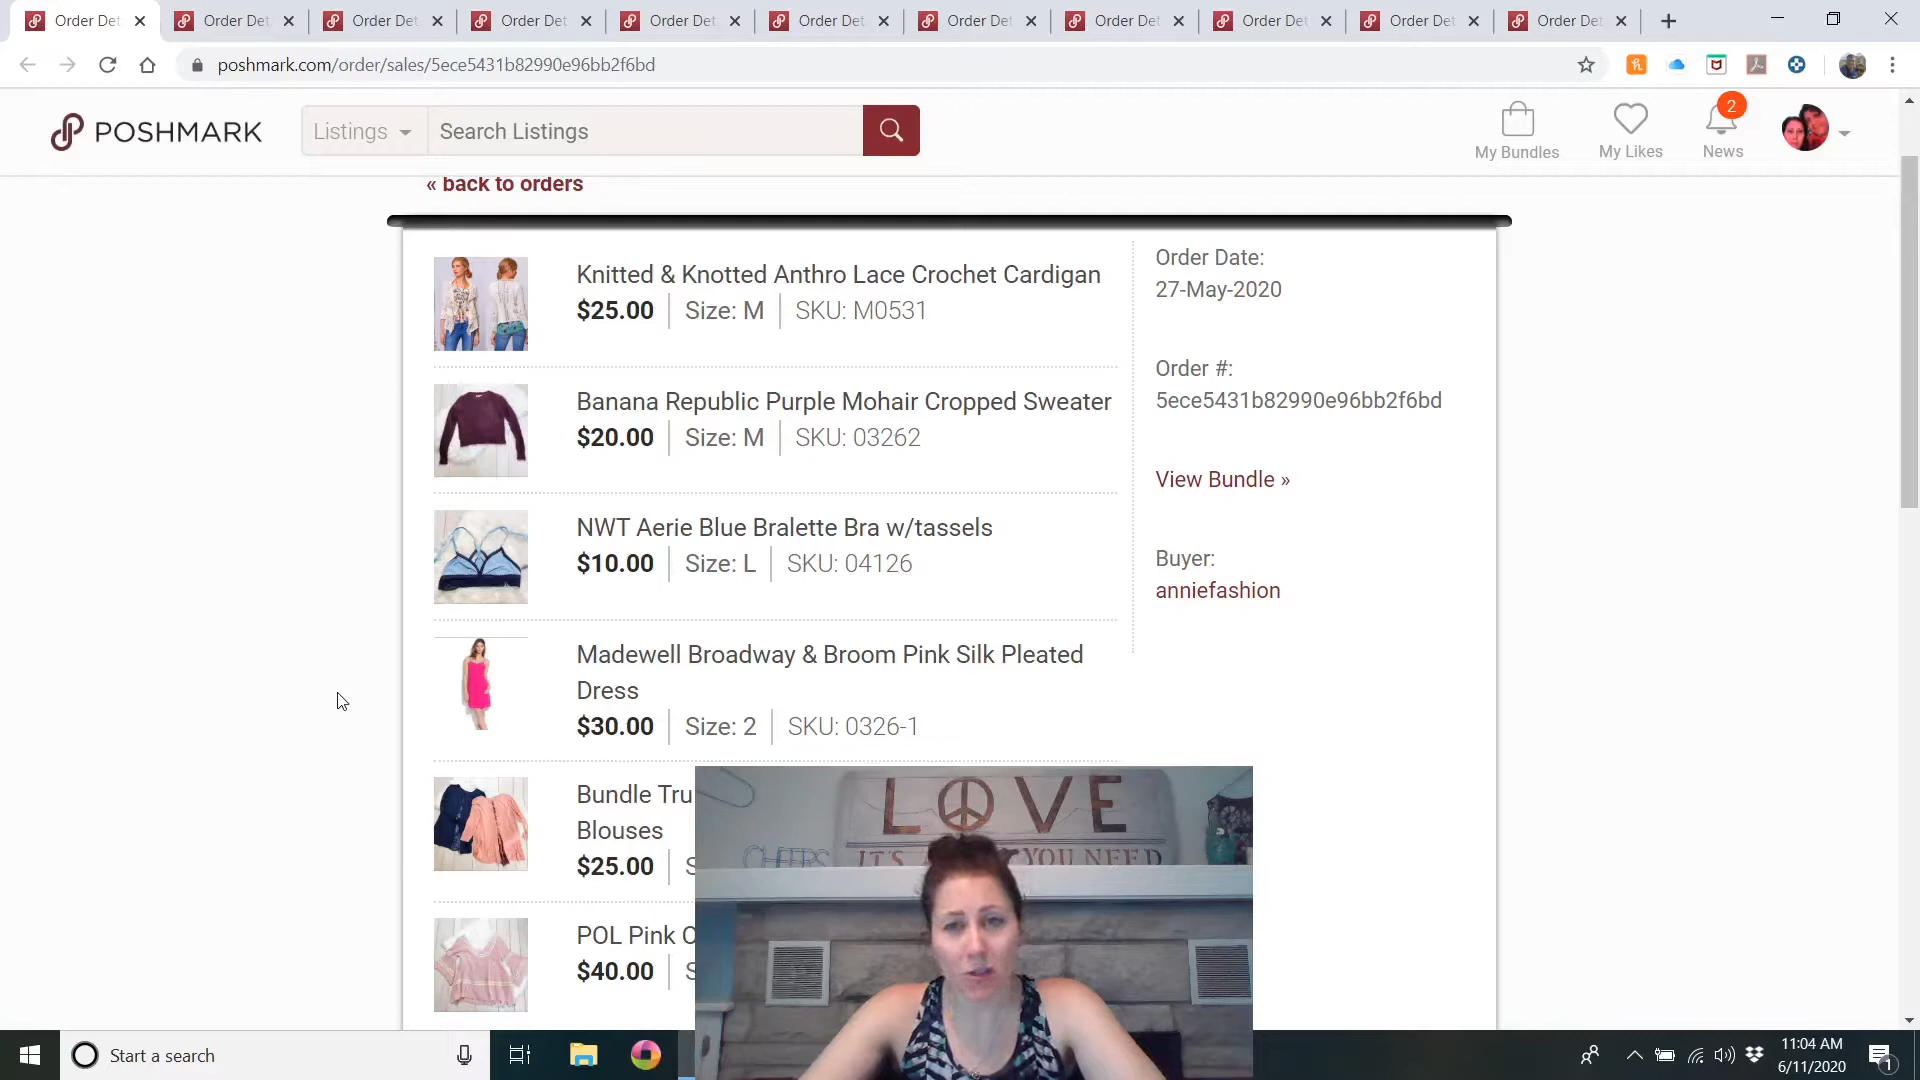 Order Det
Order Det
Order Det
Order Det
Order Det
Order Det
Order Det
Order Det
Order Det
Order Det
Order Det
poshmark.com/order/sales/5ece5431b82990e96bb2f6bd
POSHMARK
Listings
Search Listings
My Bundles
My Likes
2
News
« back to orders
Knitted & Knotted Anthro Lace Crochet Cardigan
$25.00 Size: M SKU: M0531
Banana Republic Purple Mohair Cropped Sweater
$20.00 Size: M SKU: 03262
NWT Aerie Blue Bralette Bra w/tassels
$10.00 Size: L SKU: 04126
Madewell Broadway & Broom Pink Silk Pleated
Dress
$30.00 Size: 2 SKU: 0326-1
Bundle Tru
Blouses
$25.00 S
POL Pink
$40.00 S
Order Date:
27-May-2020
Order #:
5ece5431b82990e96bb2f6bd
View Bundle »
Buyer:
anniefashion
LOVE
IT'S YOU NEED
CHEERS
Start a search
11:04 AM
6/11/2020
1